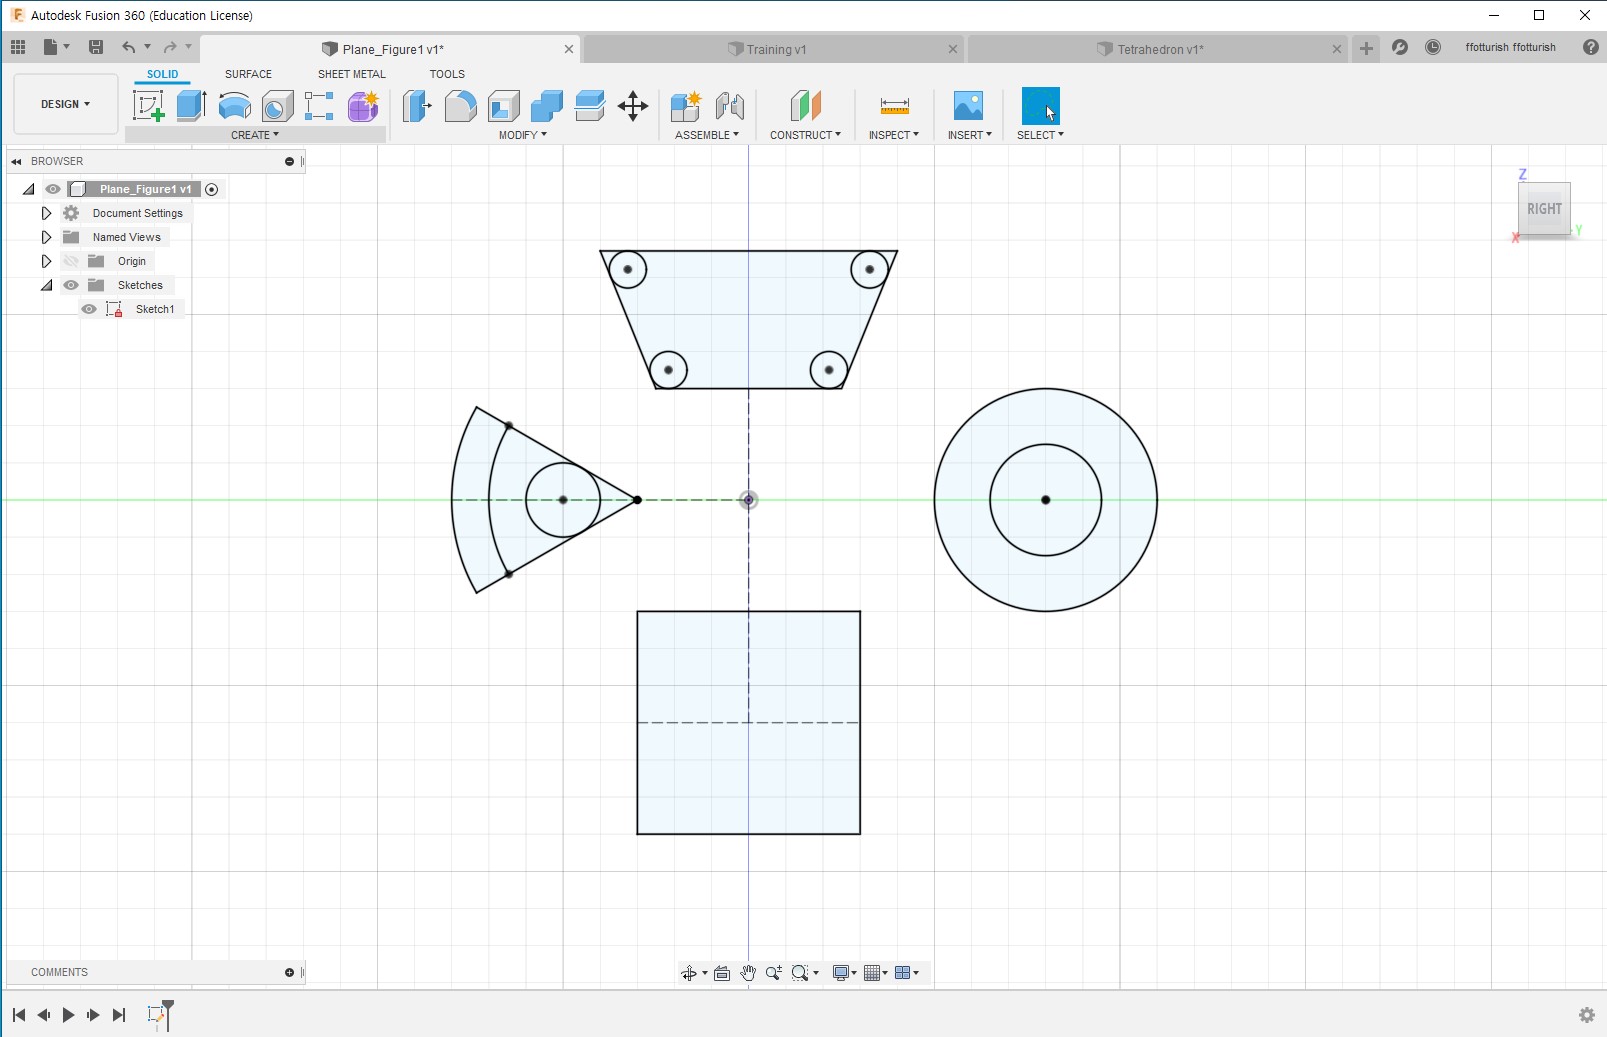 Autodesk Fusion 360 (Education License)
Plane_Figure1 v1*
Training v1
Tetrahedron v1*
ffotturish ffotturish
DESIGN
SOLID
SURFACE
SHEET METAL
TOOLS
CREATE
MODIFY
ASSEMBLE
CONSTRUCT
INSPECT
INSERT
SELECT
BROWSER
Plane_Figure1 v1
Document Settings
Named Views
Origin
Sketches
Sketch1
Z
RIGHT
X
Y
COMMENTS